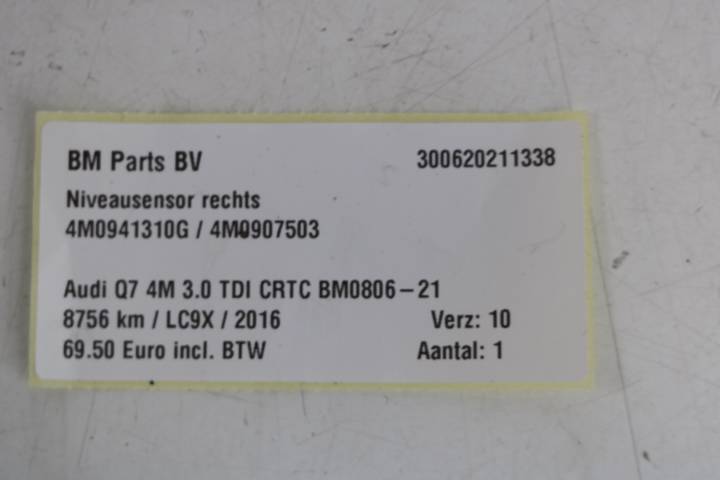 BM Parts BV 300620211338
Niveausensor rechts
4M0941310G / 4M0907503
Audi Q7 4M 3.0 TDI CRTC BM0806-21
8756 km / LC9X / 2016 Verz: 10
69.50 Euro incl. BTW Aantal: 1